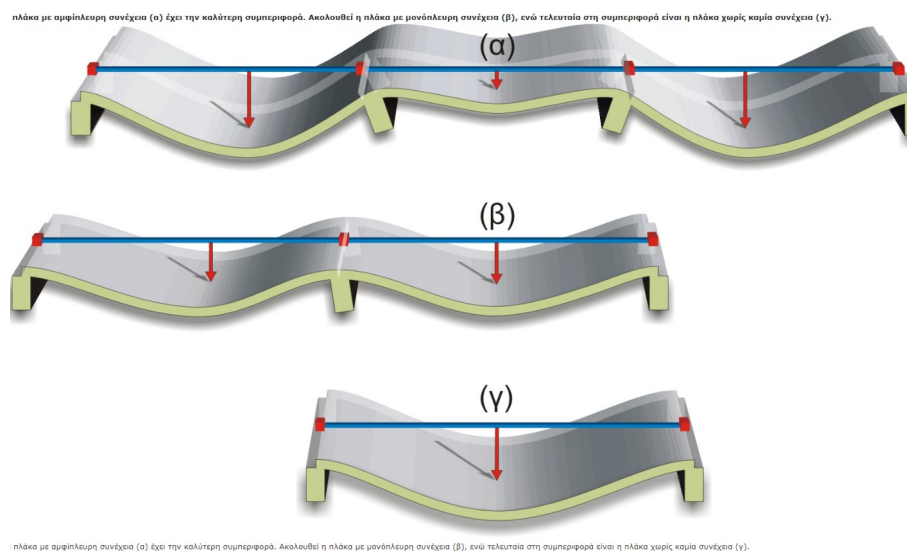 πλάκα με αμφίπλευρη συνέχεια (α) έχει την καλύτερη συμπεριφορά. Ακολουθεί η πλάκα με μονόπλευρη συνέχεια (β), ενώ τελευταία στη συμπεριφορά είναι η πλάκα χωρίς καμία συνέχεια (γ).
(α)
(β)
(γ)
πλάκα με αμφίπλευρη συνέχεια (α) έχει την καλύτερη συμπεριφορά. Ακολουθεί η πλάκα με μονόπλευρη συνέχεια (β), ενώ τελευταία στη συμπεριφορά είναι η πλάκα χωρίς καμία συνέχεια (γ).